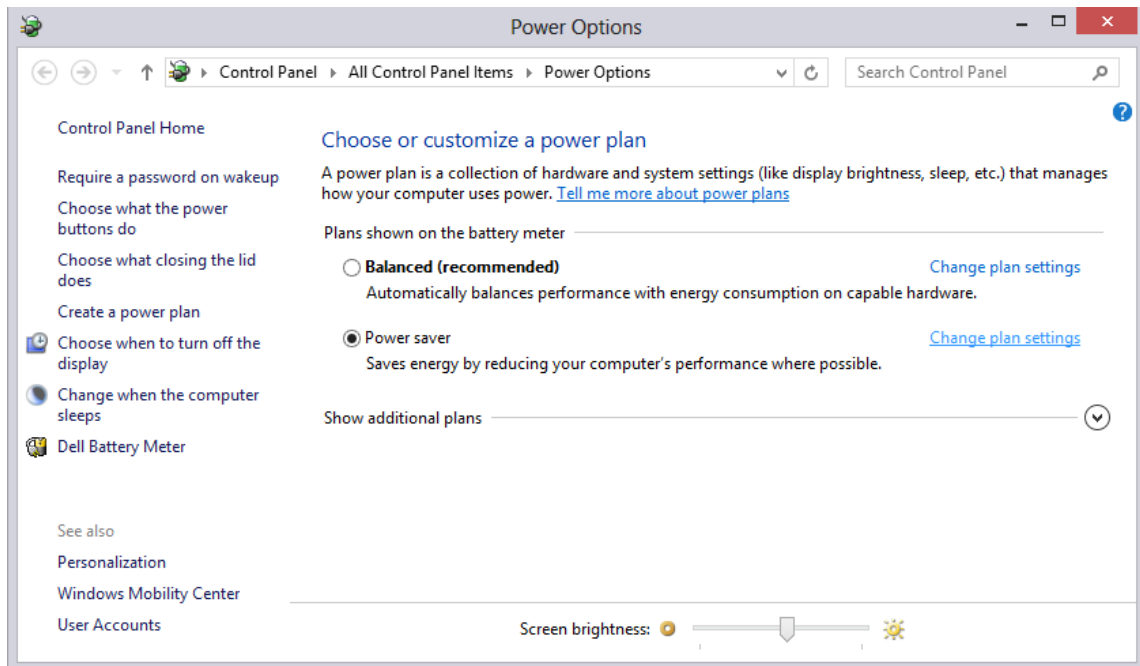 Power Options
Control Panel All Control Panel Items Power Options
Search Control Panel
Control Panel Home
Require a password on wakeup
Choose what the power
buttons do
Choose what closing the lid
does
Create a power plan
Choose when to turn off the
display
Change when the computer
sleeps
Dell Battery Meter
See also
Personalization
Windows Mobility Center
User Accounts
Choose or customize a power plan
A power plan is a collection of hardware and system settings (like display brightness, sleep, etc.) that manages
how your computer uses power. Tell me more about power plans
Plans shown on the battery meter
Balanced (recommended) Change plan settings
Automatically balances performance with energy consumption on capable hardware.
Power saver Change plan settings
Saves energy by reducing your computer's performance where possible.
Show additional plans
Screen brightness: